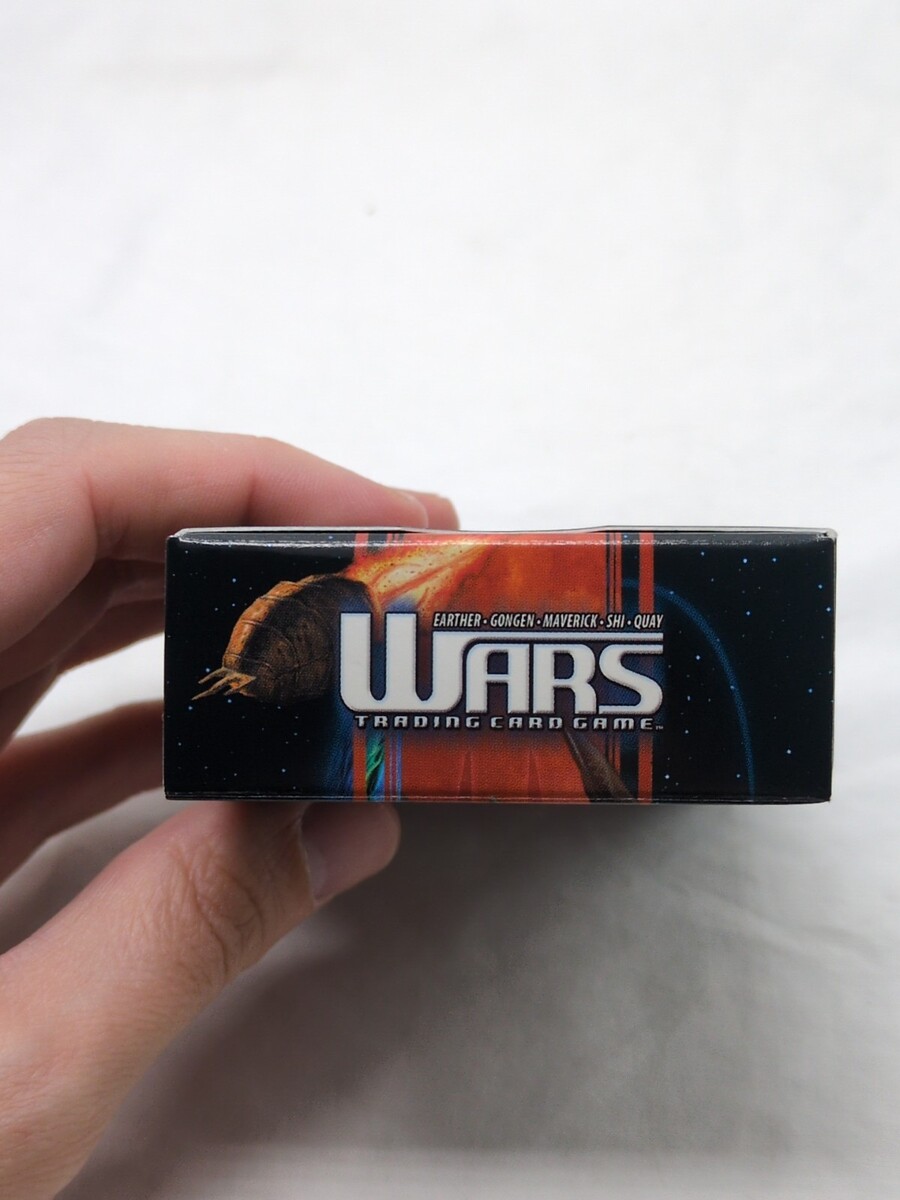 EARTHER • GONGEN • MAVERICK • SHI • QUAY
WARS
TRADING CARD GAME™